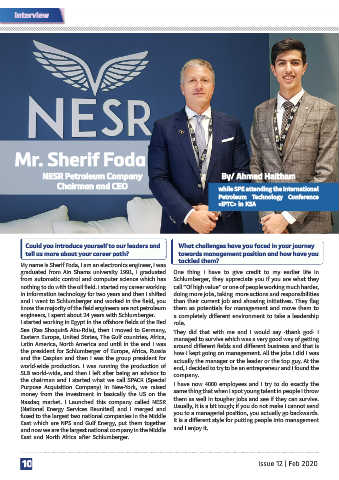 Interview
NESR
Mr. Sherif Foda
NESR Petroleum Company
Chairman and CEO
By/ Ahmed Haitham
while SPE attending the International
Petroleum Technology Conference
«IPTC» in KSA
Could you introduce yourself to our leaders and
tell us more about your career path?
My name is Sherif Foda, I am an electronics engineer, I was
graduated from Ain Shams university 1991, I graduated
from automatic control and computer science which has
nothing to do with the oil field. I started my career working
in information technology for two years and then I shifted
and I went to Schlumberger and worked in the field, you
know the majority of the field engineers are not petroleum
engineers, I spent about 24 years with Schlumberger.
I started working in Egypt in the offshore fields of the Red
Sea (Ras Shoquir& Abu-Rdis), then I moved to Germany,
Eastern Europe, United States, The Gulf countries, Africa,
Latin America, North America and until in the end I was
the president for Schlumberger of Europe, Africa, Russia
and the Caspian and then I was the group president for
world-wide production. I was running the production of
SLB world-wide, and then I left after being an advisor to
the chairman and I started what we call SPACs (Special
Purpose Acquisition Company) in New-York, we raised
money from the investment in basically the US on the
Nasdaq market. I Launched this company called NESR
(National Energy Services Reunited) and I merged and
fused to the largest two national companies in the Middle
East which are NPS and Gulf Energy, put them together
and now we are the largest national company in the Middle
East and North Africa after Schlumberger.
What challenges have you faced in your journey
towards management position and how have you
tackled them?
One thing I have to give credit to my earlier life in
Schlumberger, they appreciate you if you are what they
call "Of high value" or one of people working much harder,
doing more jobs, taking more actions and responsibilities
than their current job and showing initiatives. They flag
them as potentials for management and move them to
a completely different environment to take a leadership
role.
They did that with me and I would say -thank god- I
managed to survive which was a very good way of getting
around different fields and different business and that is
how I kept going on management. All the jobs I did I was
actually the manager or the leader or the top guy. At the
end, I decided to try to be an entrepreneur and I found the
company.
I have now 4000 employees and I try to do exactly the
same thing that when I spot young talent in people I throw
them as well in tougher jobs and see if they can survive.
Usually, it is a bit tough; if you do not make I cannot send
you to a managerial position, you actually go backwards.
It is a different style for putting people into management
and I enjoy it.
10
Issue 12 | Feb 2020